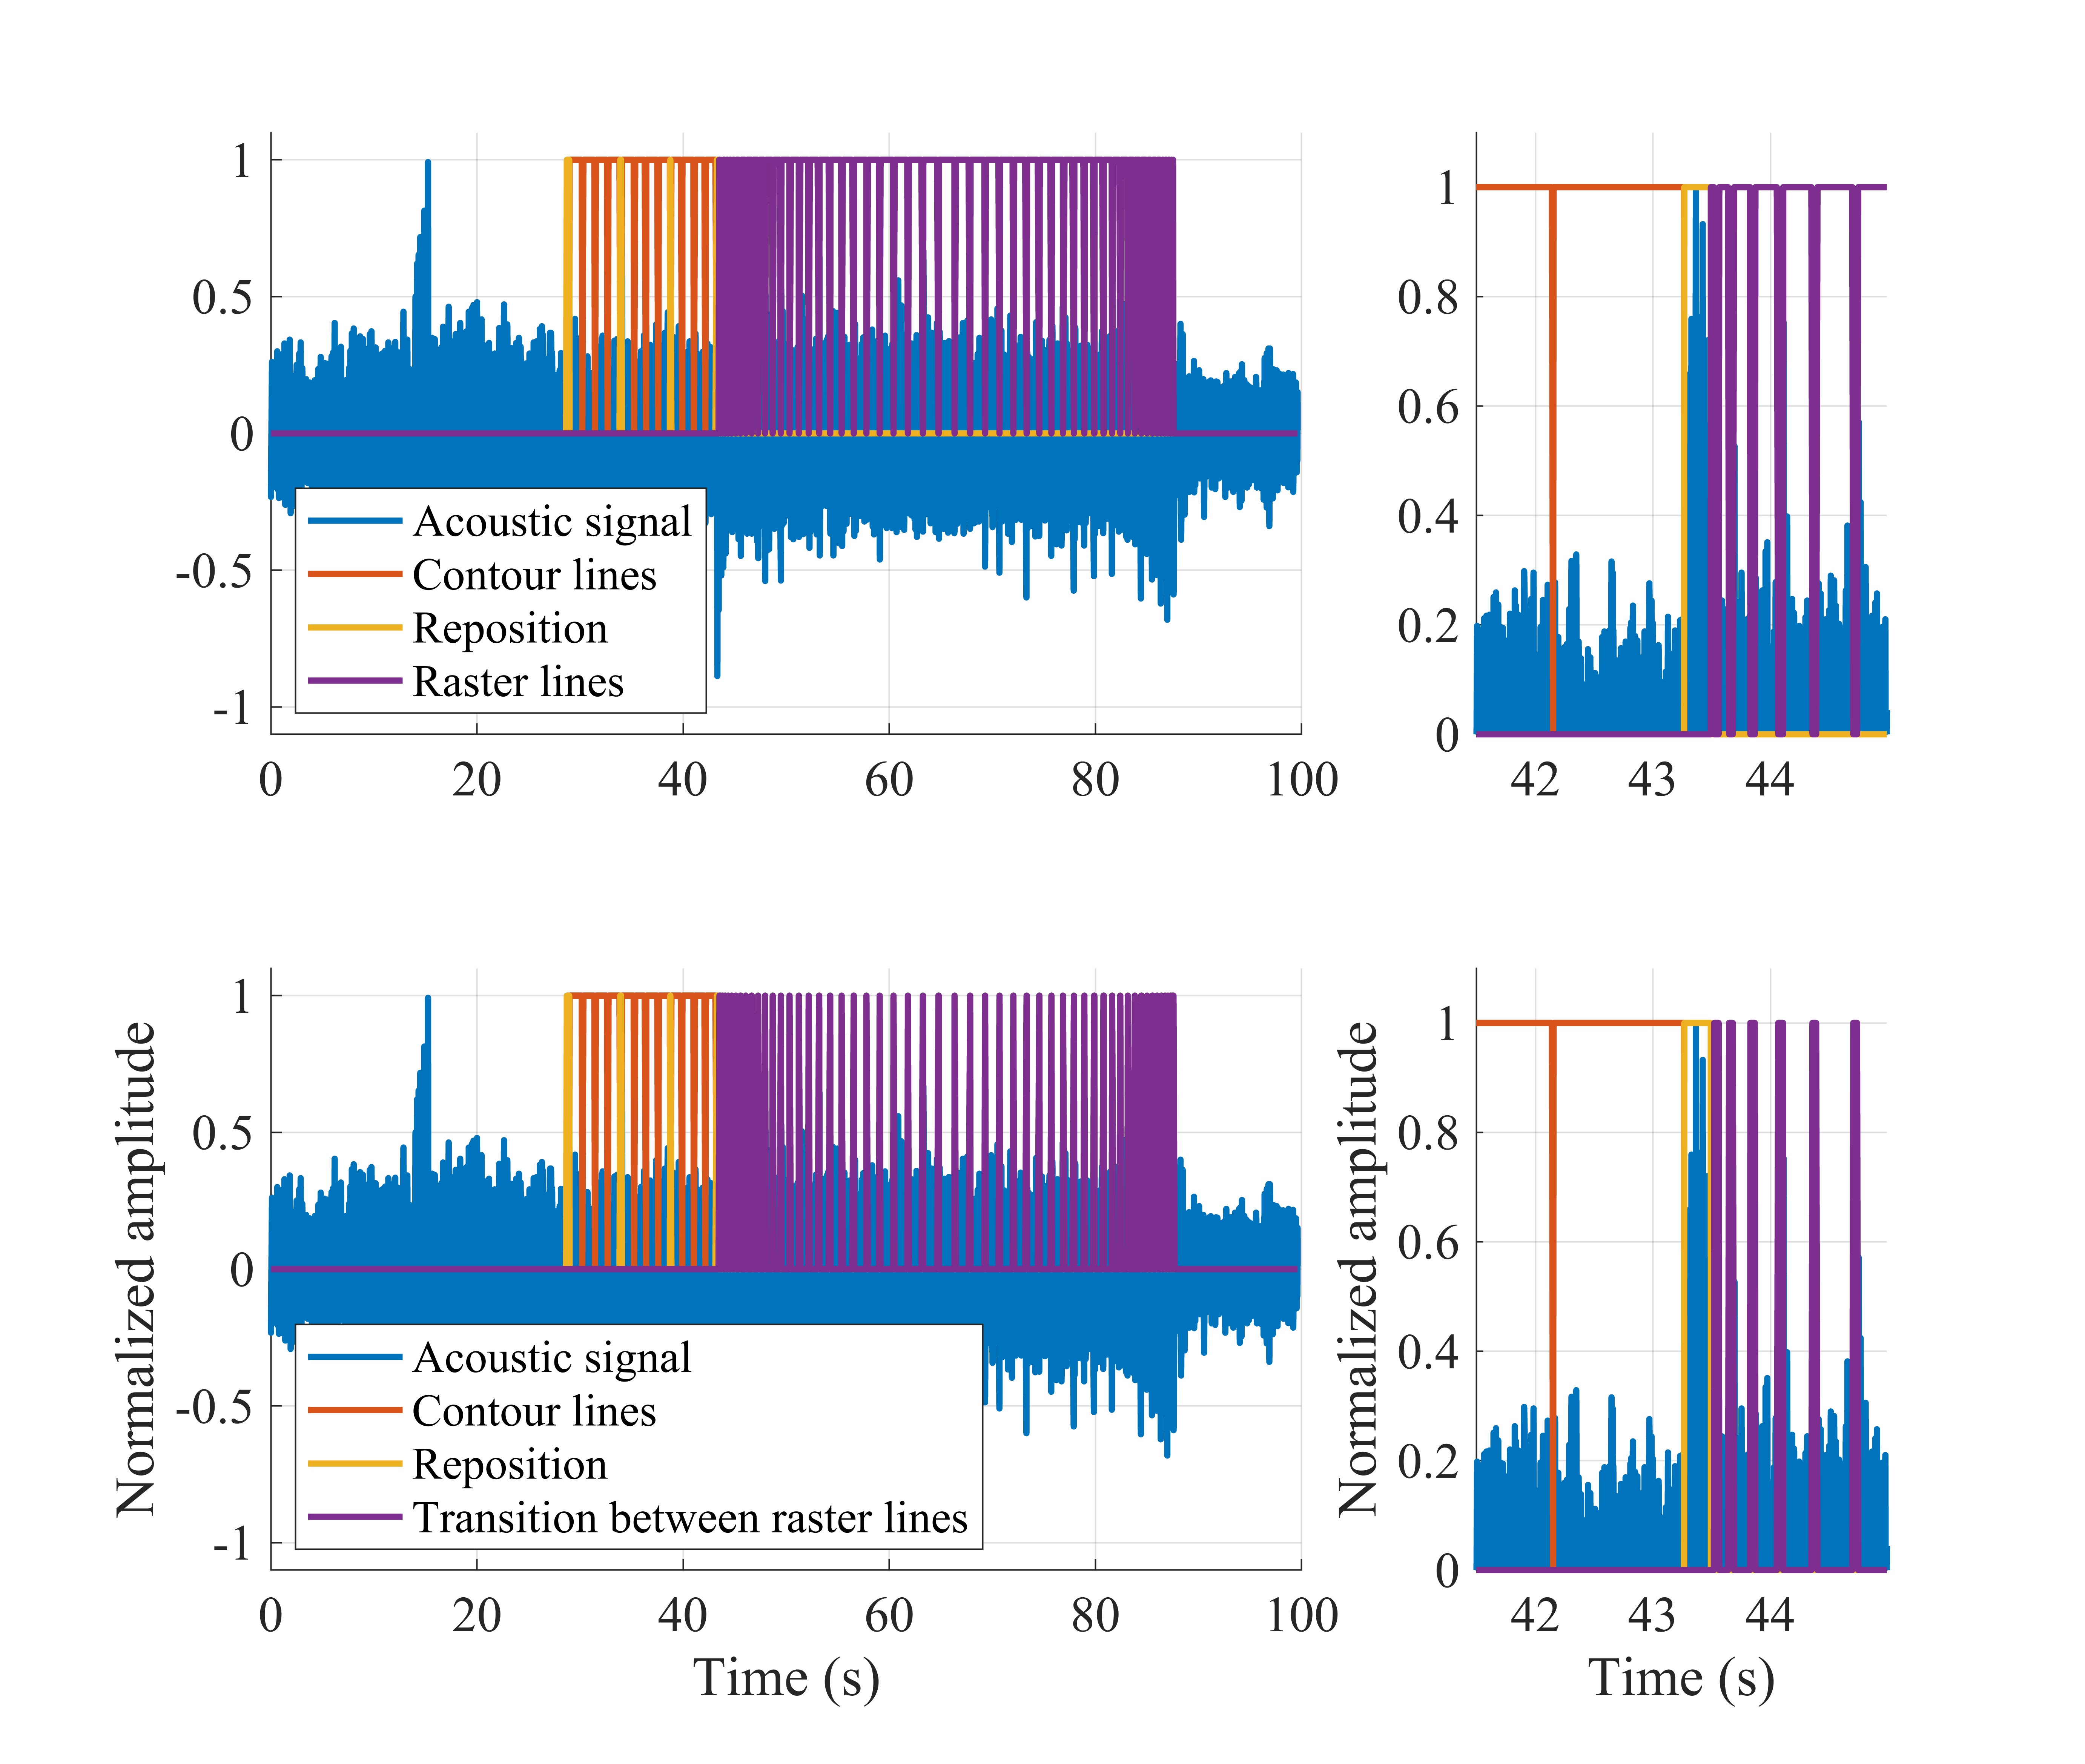 1
0.5
0
-0.5
-1
Acoustic signal
Contour lines
Reposition
Raster lines
0 20 40 60 80 100
1
0.8
0.6
0.4
0.2
0
42 43 44
Normalized amplitude
1
0.5
0
-0.5
-1
Acoustic signal
Contour lines
Reposition
Transition between raster lines
0 20 40 60 80 100
Time (s)
Normalized amplitude
1
0.8
0.6
0.4
0.2
0
42 43 44
Time (s)